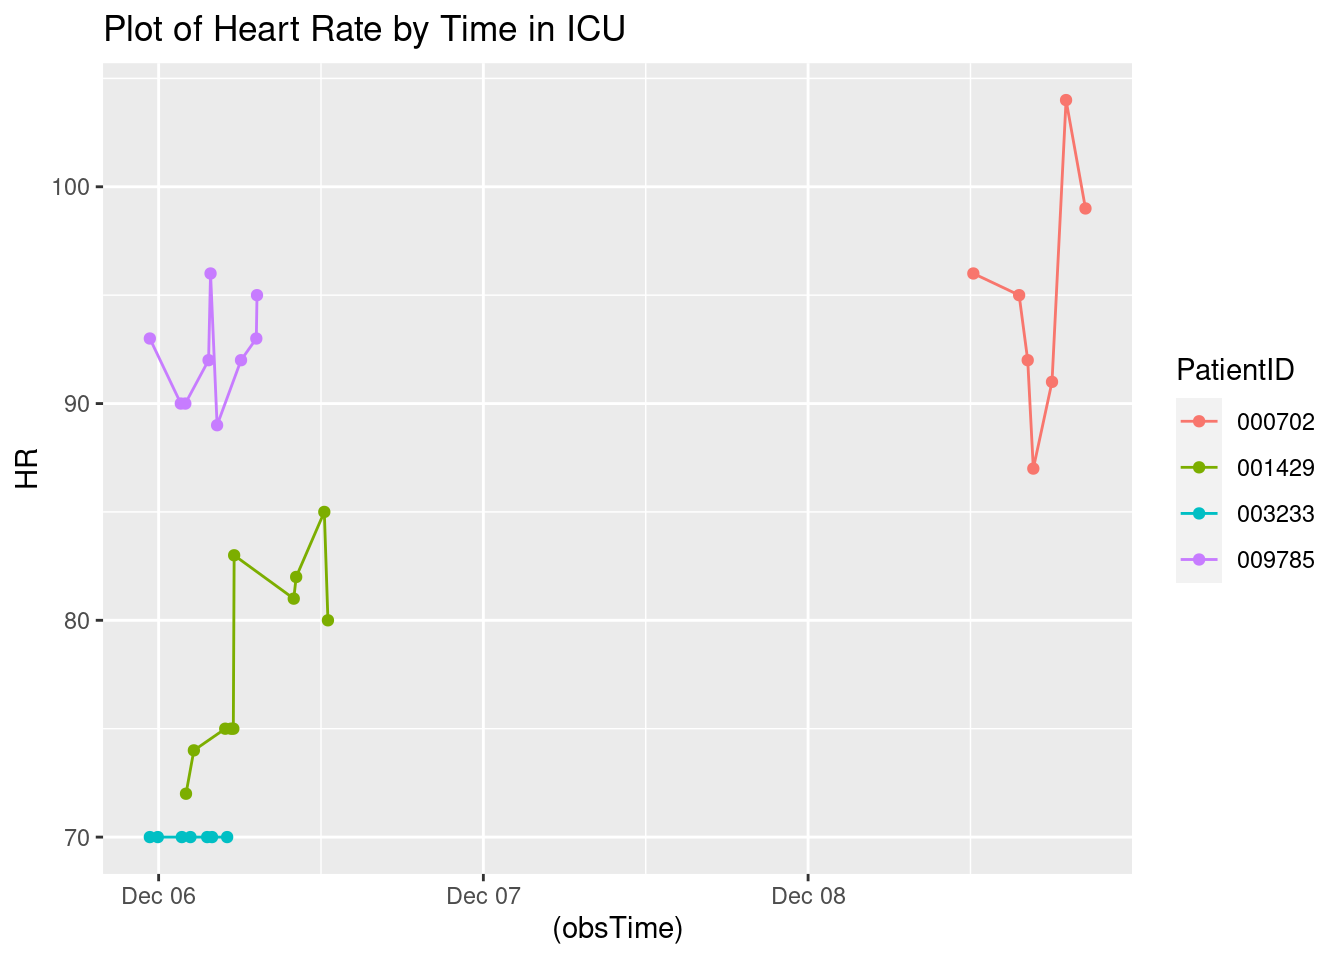 Plot of Heart Rate by Time in ICU
HR
100
90
80
70
Dec 06
Dec 07
Dec 08
(obsTime)
PatientID
000702
001429
003233
009785